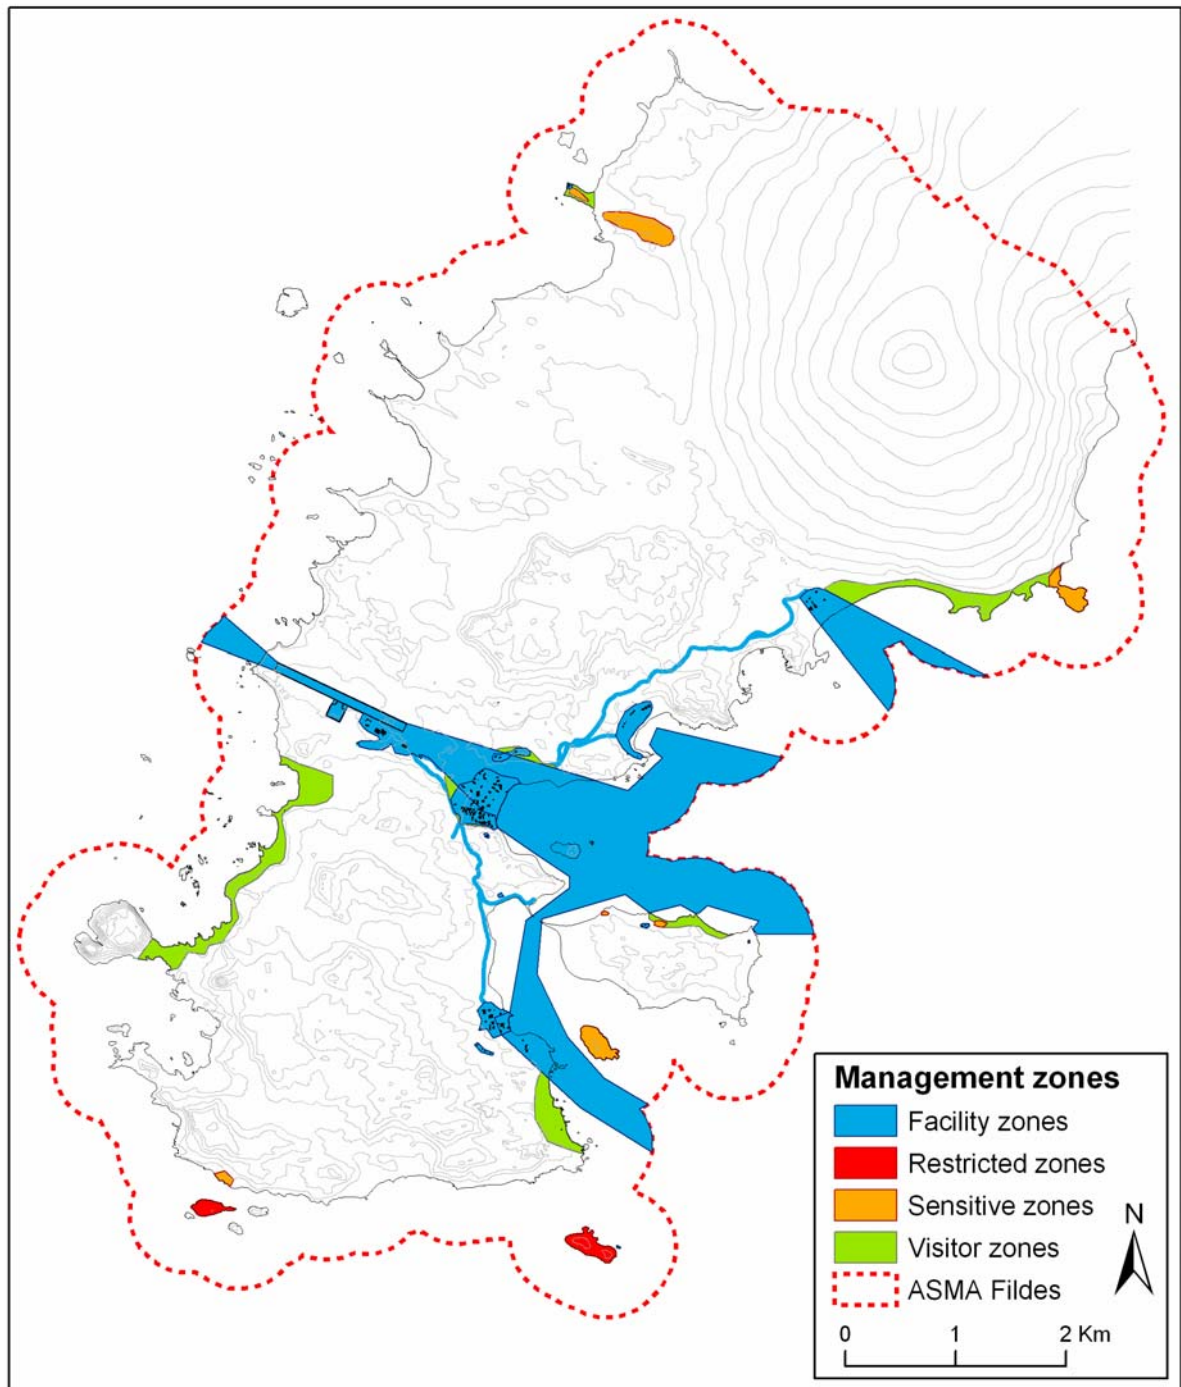 Management zones
Facility zones
Restricted zones
Sensitive zones
Visitor zones
ASMA Fildes
N
0 1 2 Km